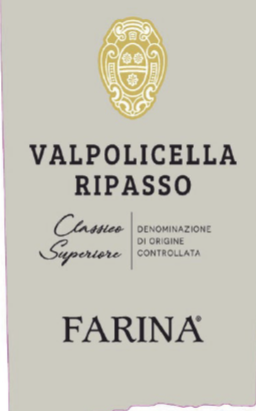 VALPOLICELLA
RIPASSO
Classico
Superiore
DENOMINAZIONE
DI ORIGINE
CONTROLLATA
FARINA®